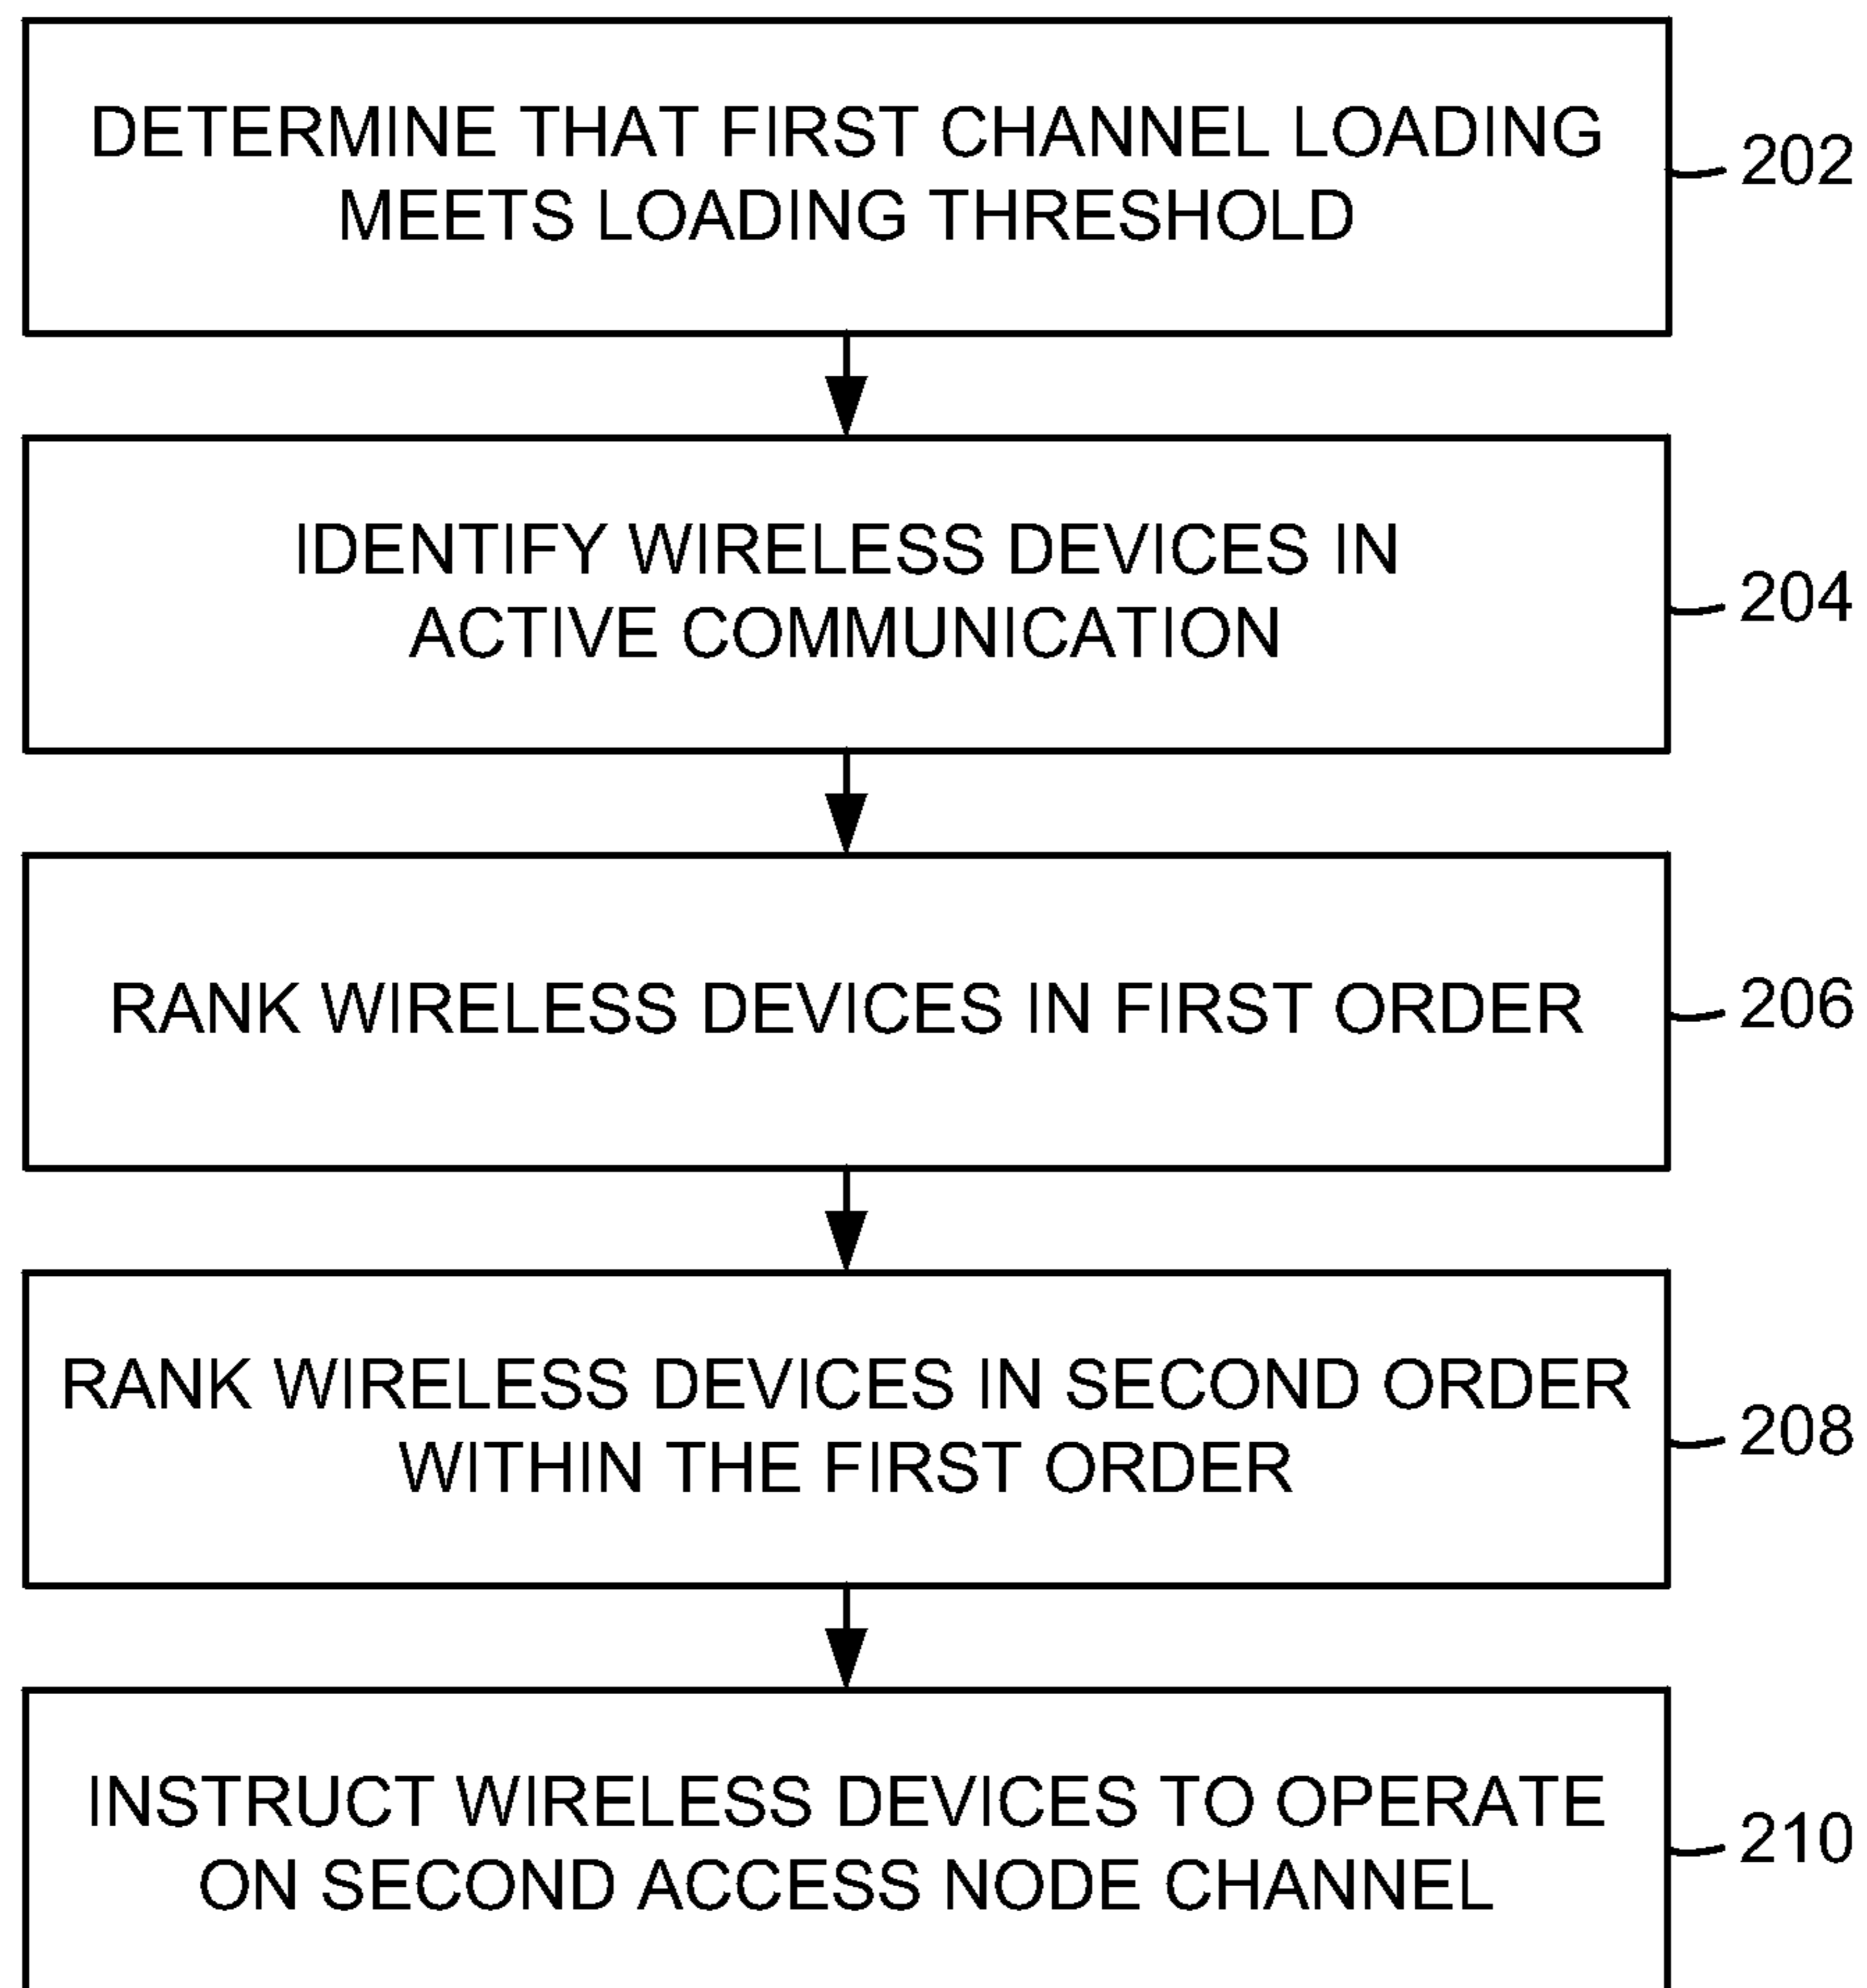 DETERMINE THAT FIRST CHANNEL LOADING
MEETS LOADING THRESHOLD
202
IDENTIFY WIRELESS DEVICES IN
ACTIVE COMMUNICATION
204
RANK WIRELESS DEVICES IN FIRST ORDER
206
RANK WIRELESS DEVICES IN SECOND ORDER
WITHIN THE FIRST ORDER
208
INSTRUCT WIRELESS DEVICES TO OPERATE
ON SECOND ACCESS NODE CHANNEL
210